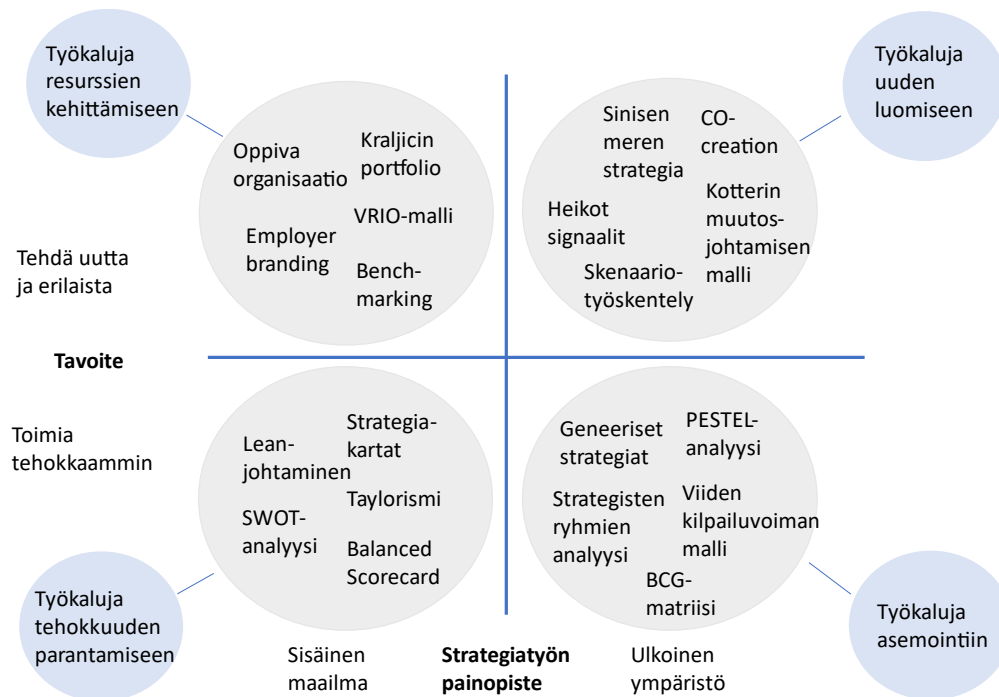 Työkaluja
resurssien
kehittämiseen
Työkaluja
uuden
luomiseen
Oppiva
organisaatio
Kraljicin
portfolio
VRIO-malli
Employer
branding
Bench-
marking
Sinisen
meren
strategia
CO-
creation
Heikot
signaalit
Kotterin
muutos-
johtamisen
malli
Skenaario-
työskentely
Tehdä uutta
ja erilaista
Tavoite
Toimia
tehokkaammin
Lean-
johtaminen
Strategia-
kartat
Taylorismi
SWOT-
analyysi
Balanced
Scorecard
Geneeriset
strategiat
PESTEL-
analyysi
Strategisten
ryhmien
analyysi
Viiden
kilpailuvoiman
malli
BCG-
matriisi
Työkaluja
tehokkuuden
parantamiseen
Työkaluja
asemointiin
Sisäinen
maailma
Strategiatyön
painopiste
Ulkoinen
ympäristö